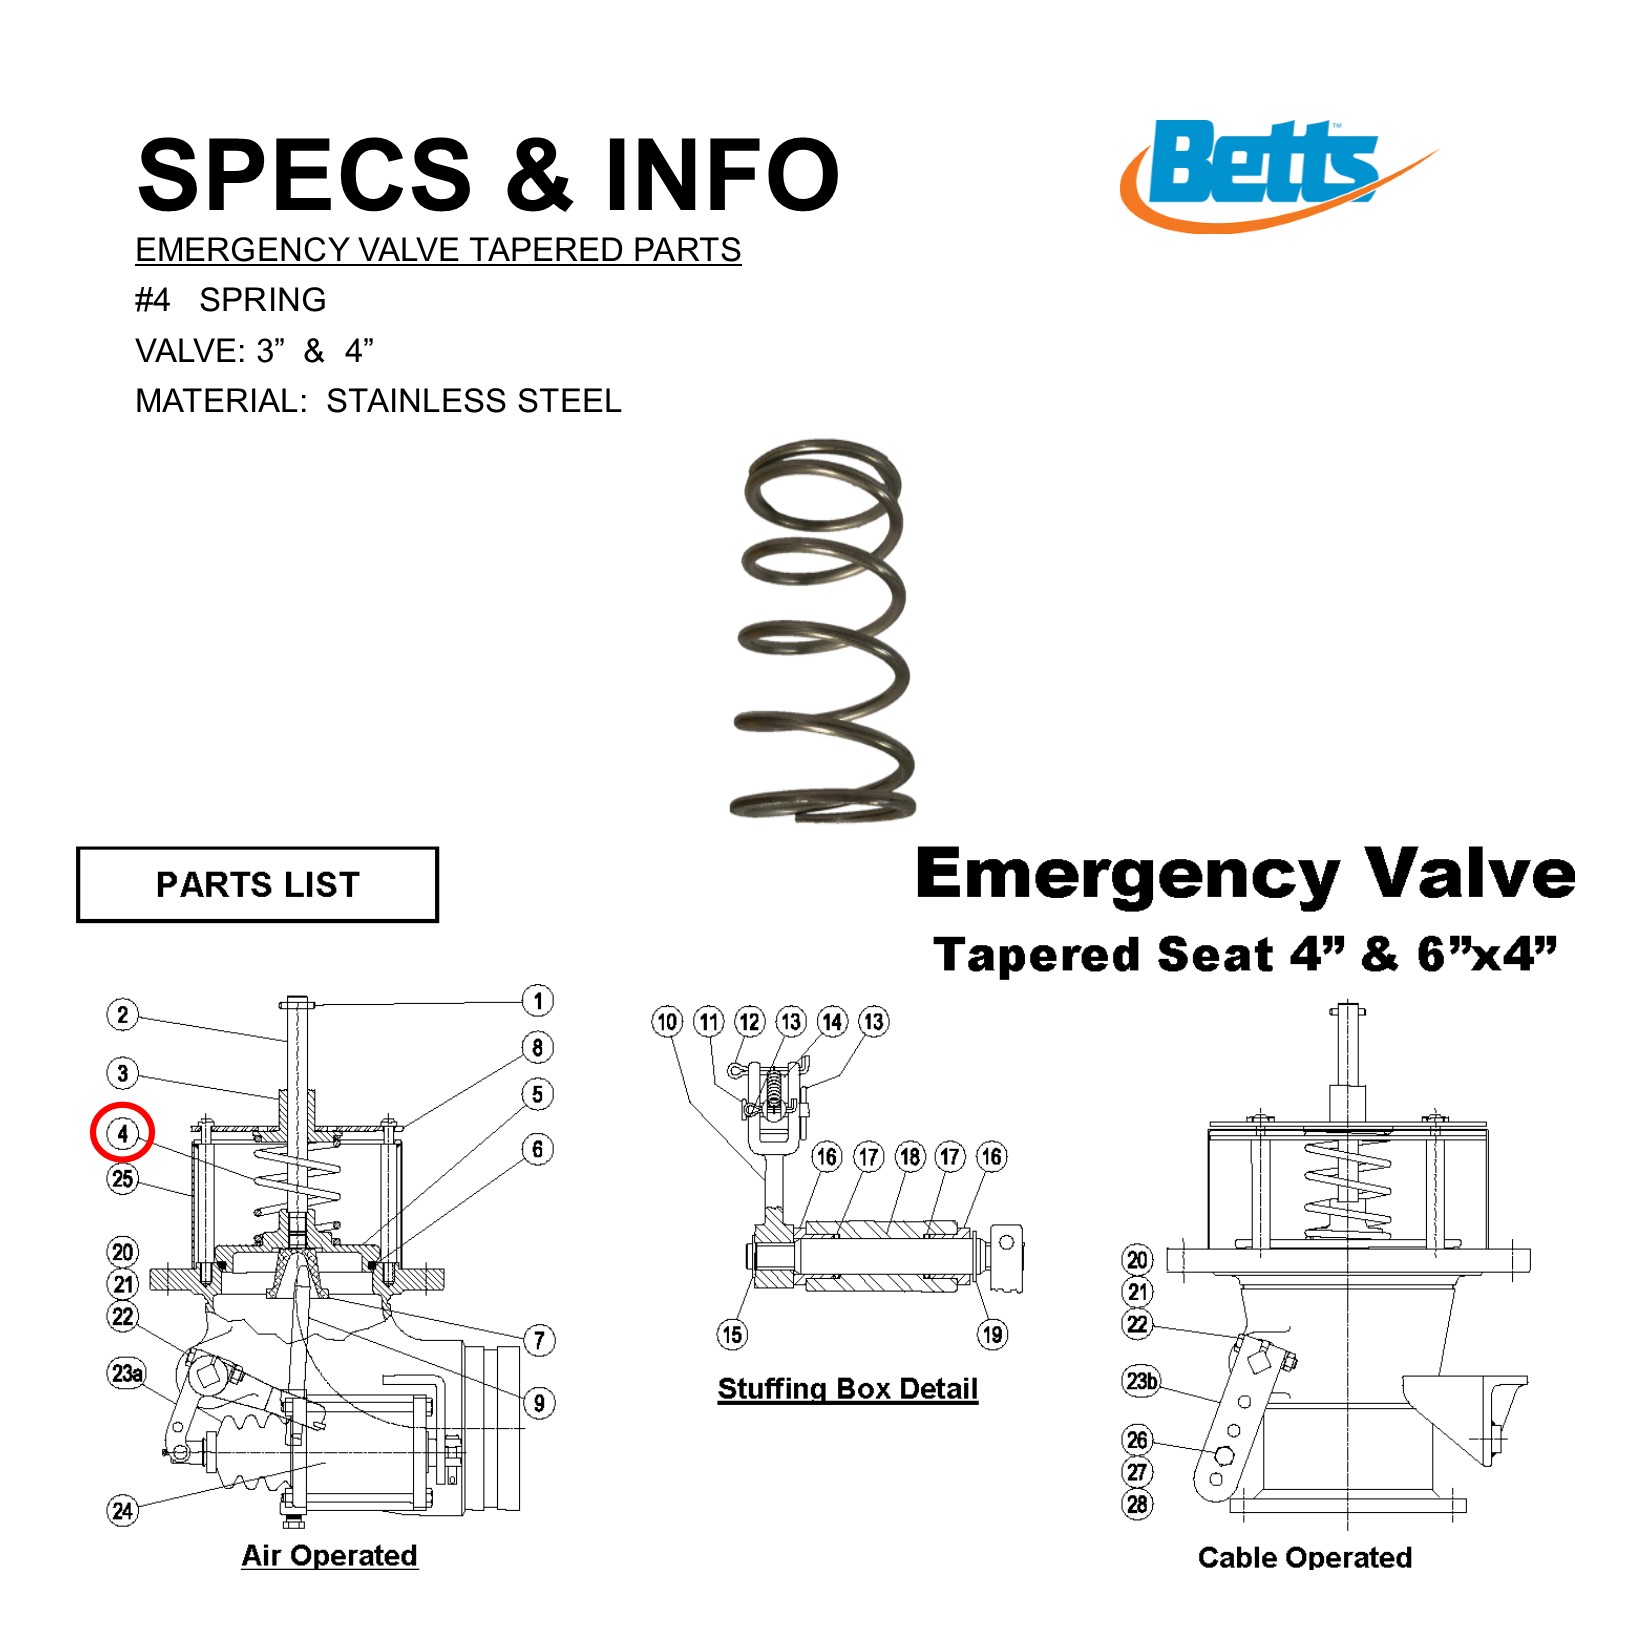 SPECS & INFO
Betts™
EMERGENCY VALVE TAPERED PARTS
#4 SPRING
VALVE: 3” & 4”
MATERIAL: STAINLESS STEEL
PARTS LIST
Emergency Valve
Tapered Seat 4” & 6”x4”
1
2
8
3
5
4
6
25
20
21
22
7
23a
9
24
Air Operated
10 11 12 13 14 13
16 17 18 17 16
15 19
Stuffing Box Detail
20
21
22
23b
26
27
28
Cable Operated